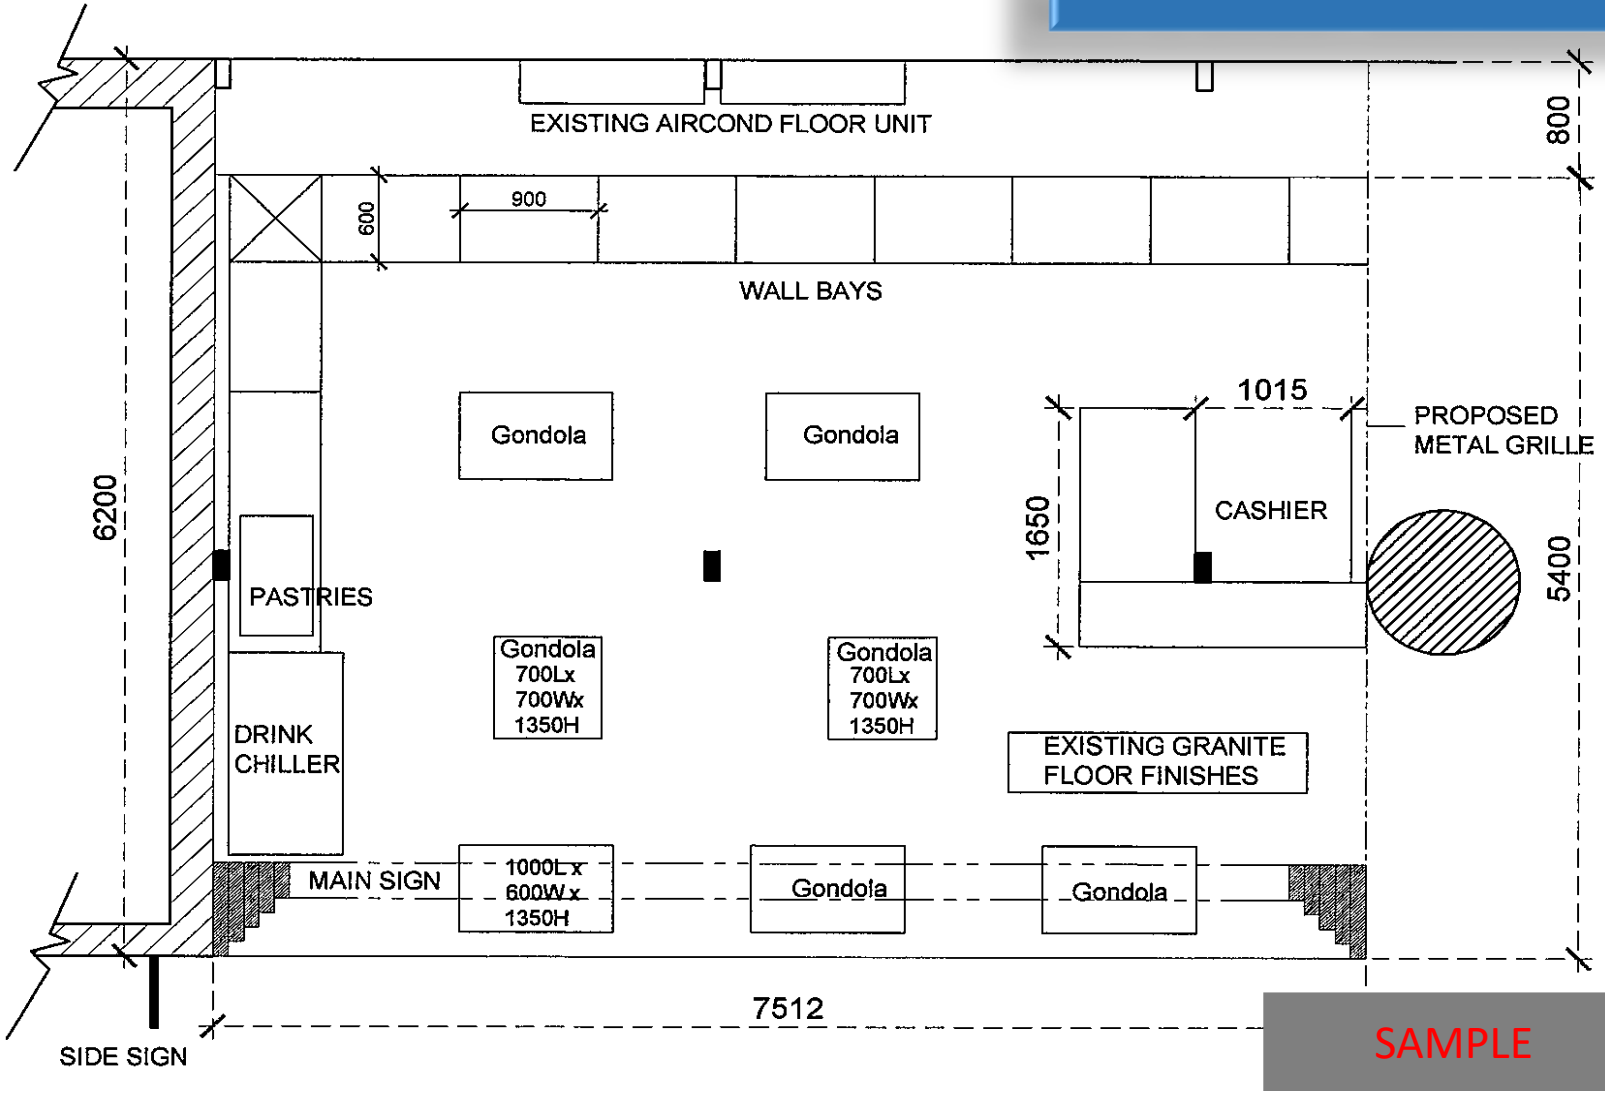 EXISTING AIRCOND FLOOR UNIT
800
600
900
WALL BAYS
1015
PROPOSED
METAL GRILLE
Gondola
Gondola
6200
1650
CASHIER
5400
PASTRIES
Gondola
700Lx
700Wx
1350H
Gondola
700Lx
700Wx
1350H
DRINK
CHILLER
EXISTING GRANITE
FLOOR FINISHES
MAIN SIGN
1000L x
600W x
1350H
Gondola
Gondola
7512
SIDE SIGN
SAMPLE